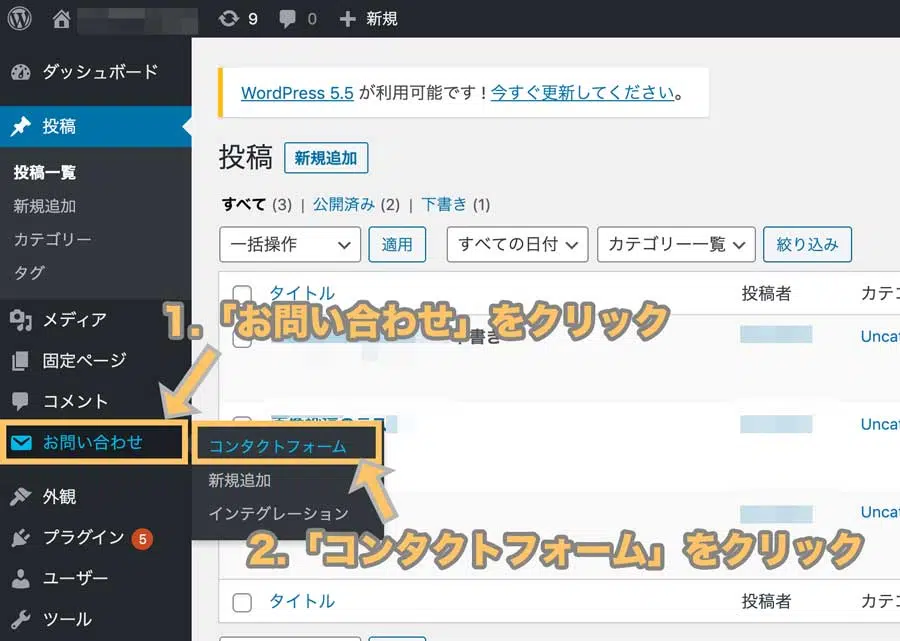 9 0 新規
ダッシュボード
投稿
投稿一覧
新規追加
カテゴリー
タグ
メディア
固定ページ
コメント
お問い合わせ
外観
プラグイン 5
ユーザー
ツール
コンタクトフォーム
新規追加
インテグレーション
WordPress 5.5 が利用可能です ! 今すぐ更新してください。
投稿 新規追加
すべて (3) | 公開済み (2) | 下書き (1)
一括操作 適用 すべての日付 カテゴリー一覧 絞り込み
タイトル 投稿者 カテゴ
1.「お問い合わせ」をクリック
書き Uncat
Uncat
Uncat
2.「コンタクトフォーム」をクリック
タイトル 投稿者 カテゴ